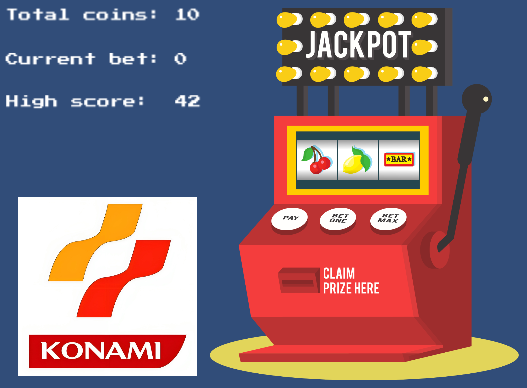 Total coins: 10
Current bet: 0
High score: 42
JACKPOT
BAR
PAY
BET
ONE
BET
MAX
CLAIM
PRIZE HERE
KONAMI